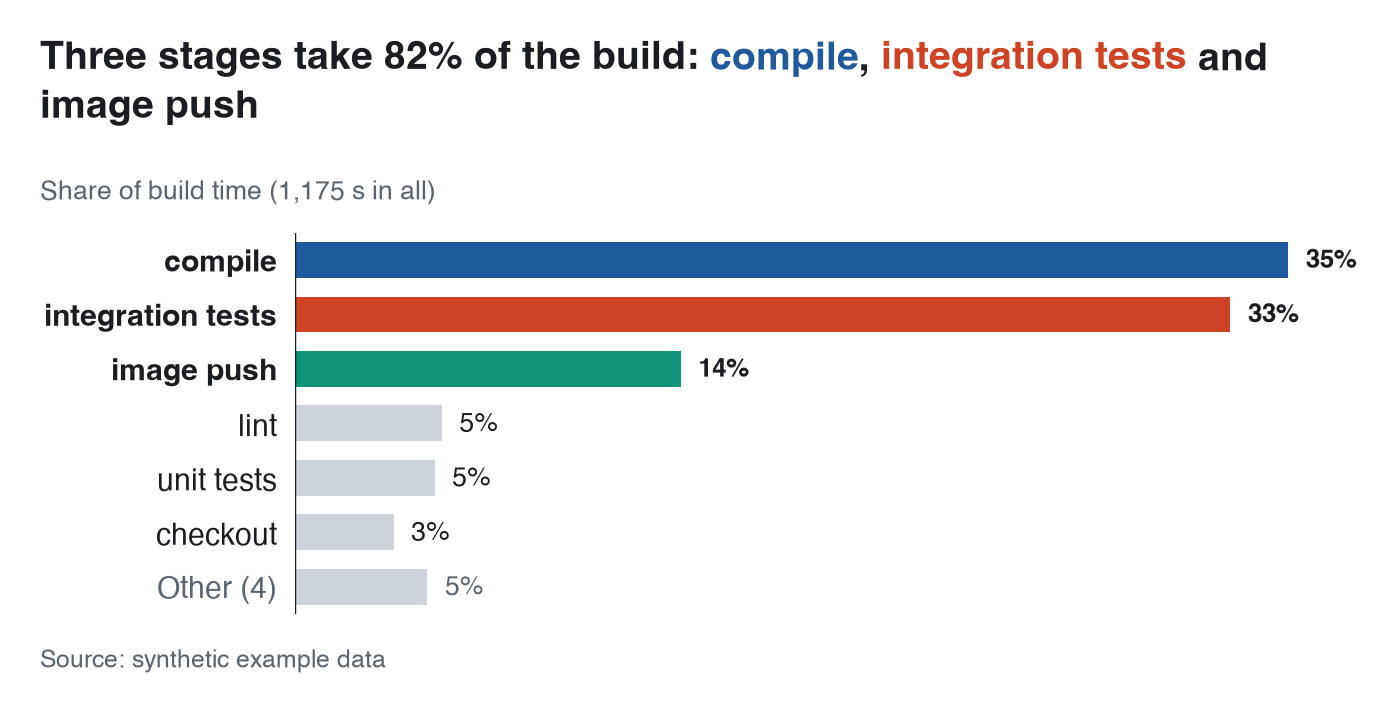 Three stages take 82% of the build: compile, integration tests and
image push
Share of build time (1,175 s in all)
compile 35%
integration tests 33%
image push 14%
lint 5%
unit tests 5%
checkout 3%
Other (4) 5%
Source: synthetic example data